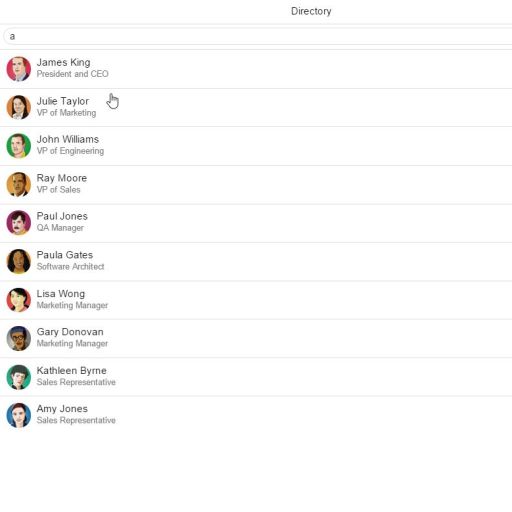 Directory
a
James King
President and CEO
Julie Taylor
VP of Marketing
John Williams
VP of Engineering
Ray Moore
VP of Sales
Paul Jones
QA Manager
Paula Gates
Software Architect
Lisa Wong
Marketing Manager
Gary Donovan
Marketing Manager
Kathleen Byrne
Sales Representative
Amy Jones
Sales Representative